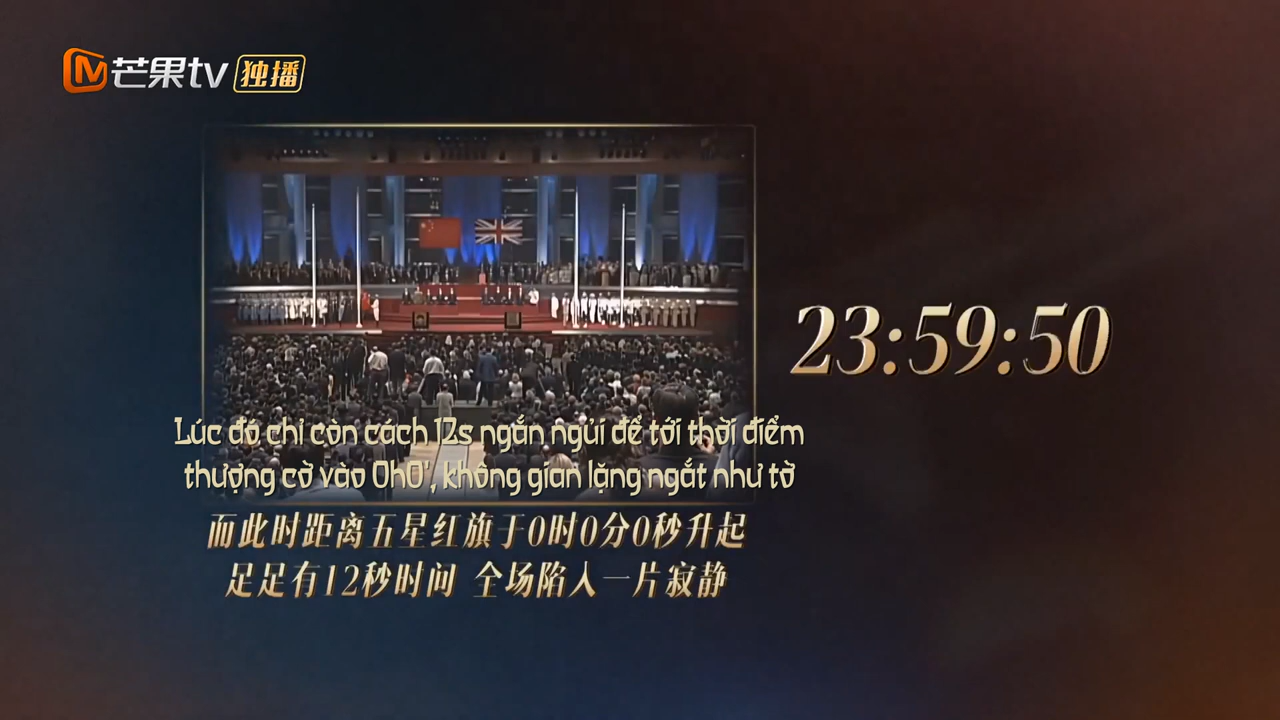 芒果tv 独播
23:59:50
Lúc đó chỉ còn cách 12s ngắn ngủi để tới thời điểm
thượng cờ vào 0h0', không gian lặng ngắt như tờ
而此时距离五星红旗于0时0分0秒升起
足足有12秒时间 全场陷入一片寂静